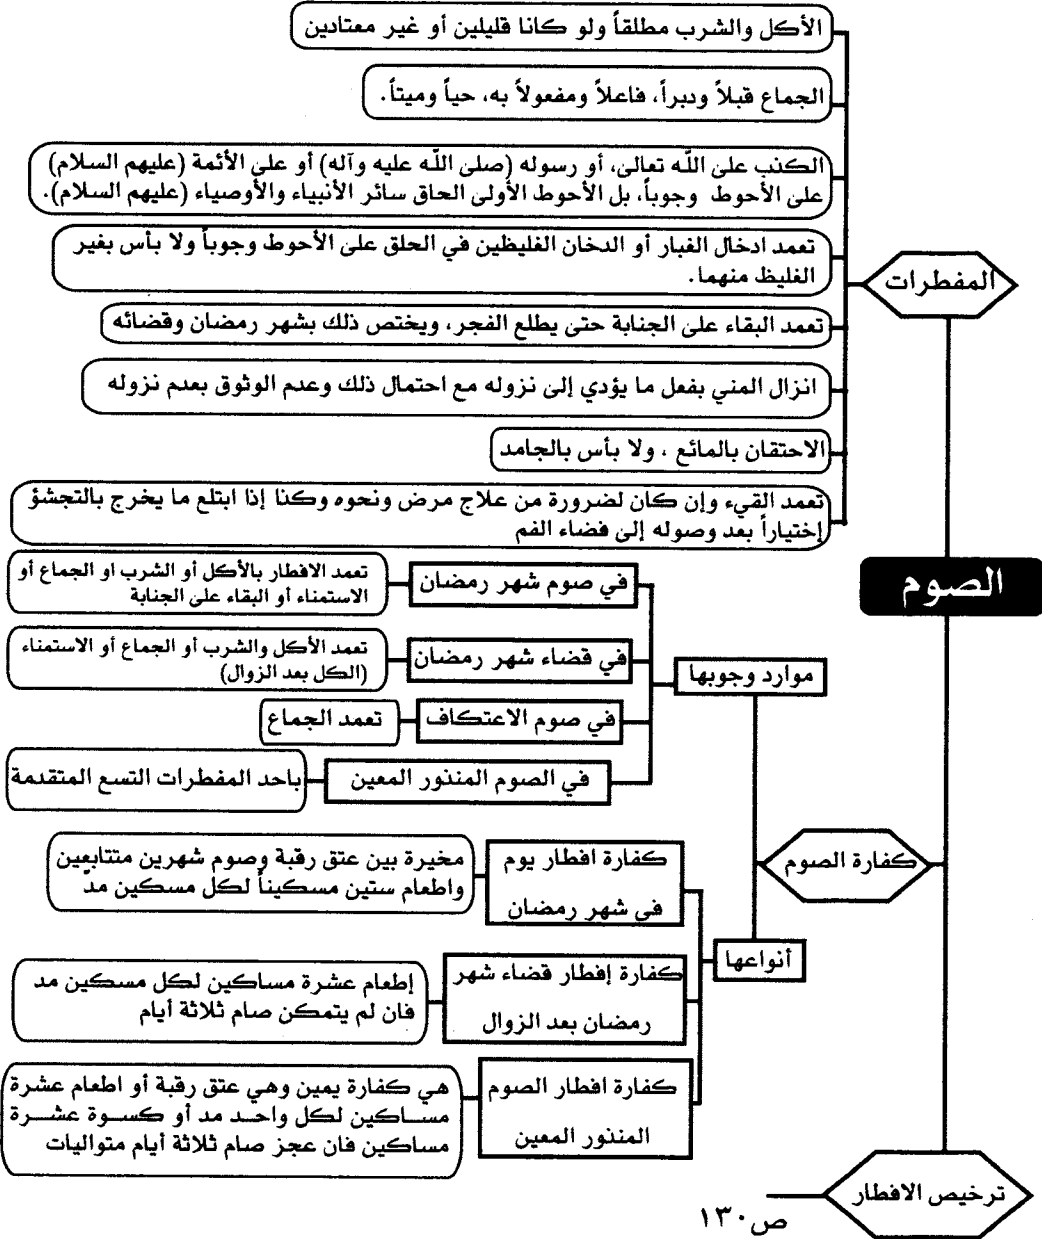 الأكل والشرب مطلقاً ولو كانا قليلين أو غير معتادين
الجماع قبلاً ودبراً، فاعلاً ومفعولاً به، حياً وميتاً.
الكذب على اللّه تعالى، أو رسوله (صلى اللّه عليه وآله) أو على الأئمة (عليهم السلام)
على الأحوط وجوباً، بل الأحوط الأولى الحاق سائر الأنبياء والأوصياء (عليهم السلام).
تعمد ادخال الغبار أو الدخان الغليظين في الحلق على الأحوط وجوباً ولا بأس بغير
الغليظ منهما.
المفطرات
تعمد البقاء على الجنابة حتى يطلع الفجر، ويختص ذلك بشهر رمضان وقضائه
انزال المني بفعل ما يؤدي إلى نزوله مع احتمال ذلك وعدم الوثوق بعدم نزوله
الاحتقان بالمائع ، ولا بأس بالجامد
تعمد القيء وإن كان لضرورة من علاج مرض ونحوه وكذا إذا ابتلع ما يخرج بالتجشؤ
إختياراً بعد وصوله إلى فضاء الفم
الصوم
في صوم شهر رمضان
تعمد الافطار بالأكل أو الشرب او الجماع أو
الاستمناء أو البقاء على الجنابة
في قضاء شهر رمضان
تعمد الأكل والشرب أو الجماع أو الاستمناء
(الكل بعد الزوال)
موارد وجوبها
في صوم الاعتكاف
تعمد الجماع
في الصوم المنذور المعين
باحد المفطرات التسع المتقدمة
كفارة الصوم
كفارة افطار يوم
في شهر رمضان
مخيرة بين عتق رقبة وصوم شهرين متتابعين
واطعام ستين مسكيناً لكل مسكين مدّ
أنواعها
كفارة إفطار قضاء شهر
رمضان بعد الزوال
إطعام عشرة مساكين لكل مسكين مد
فان لم يتمكن صام ثلاثة أيام
كفارة افطار الصوم
المنذور المعين
هي كفارة يمين وهي عتق رقبة أو اطعام عشرة
مساكين لكل واحد مد أو كسوة عشرة
مساكين فان عجز صام ثلاثة أيام متواليات
ترخيص الافطار
ص١٣٠